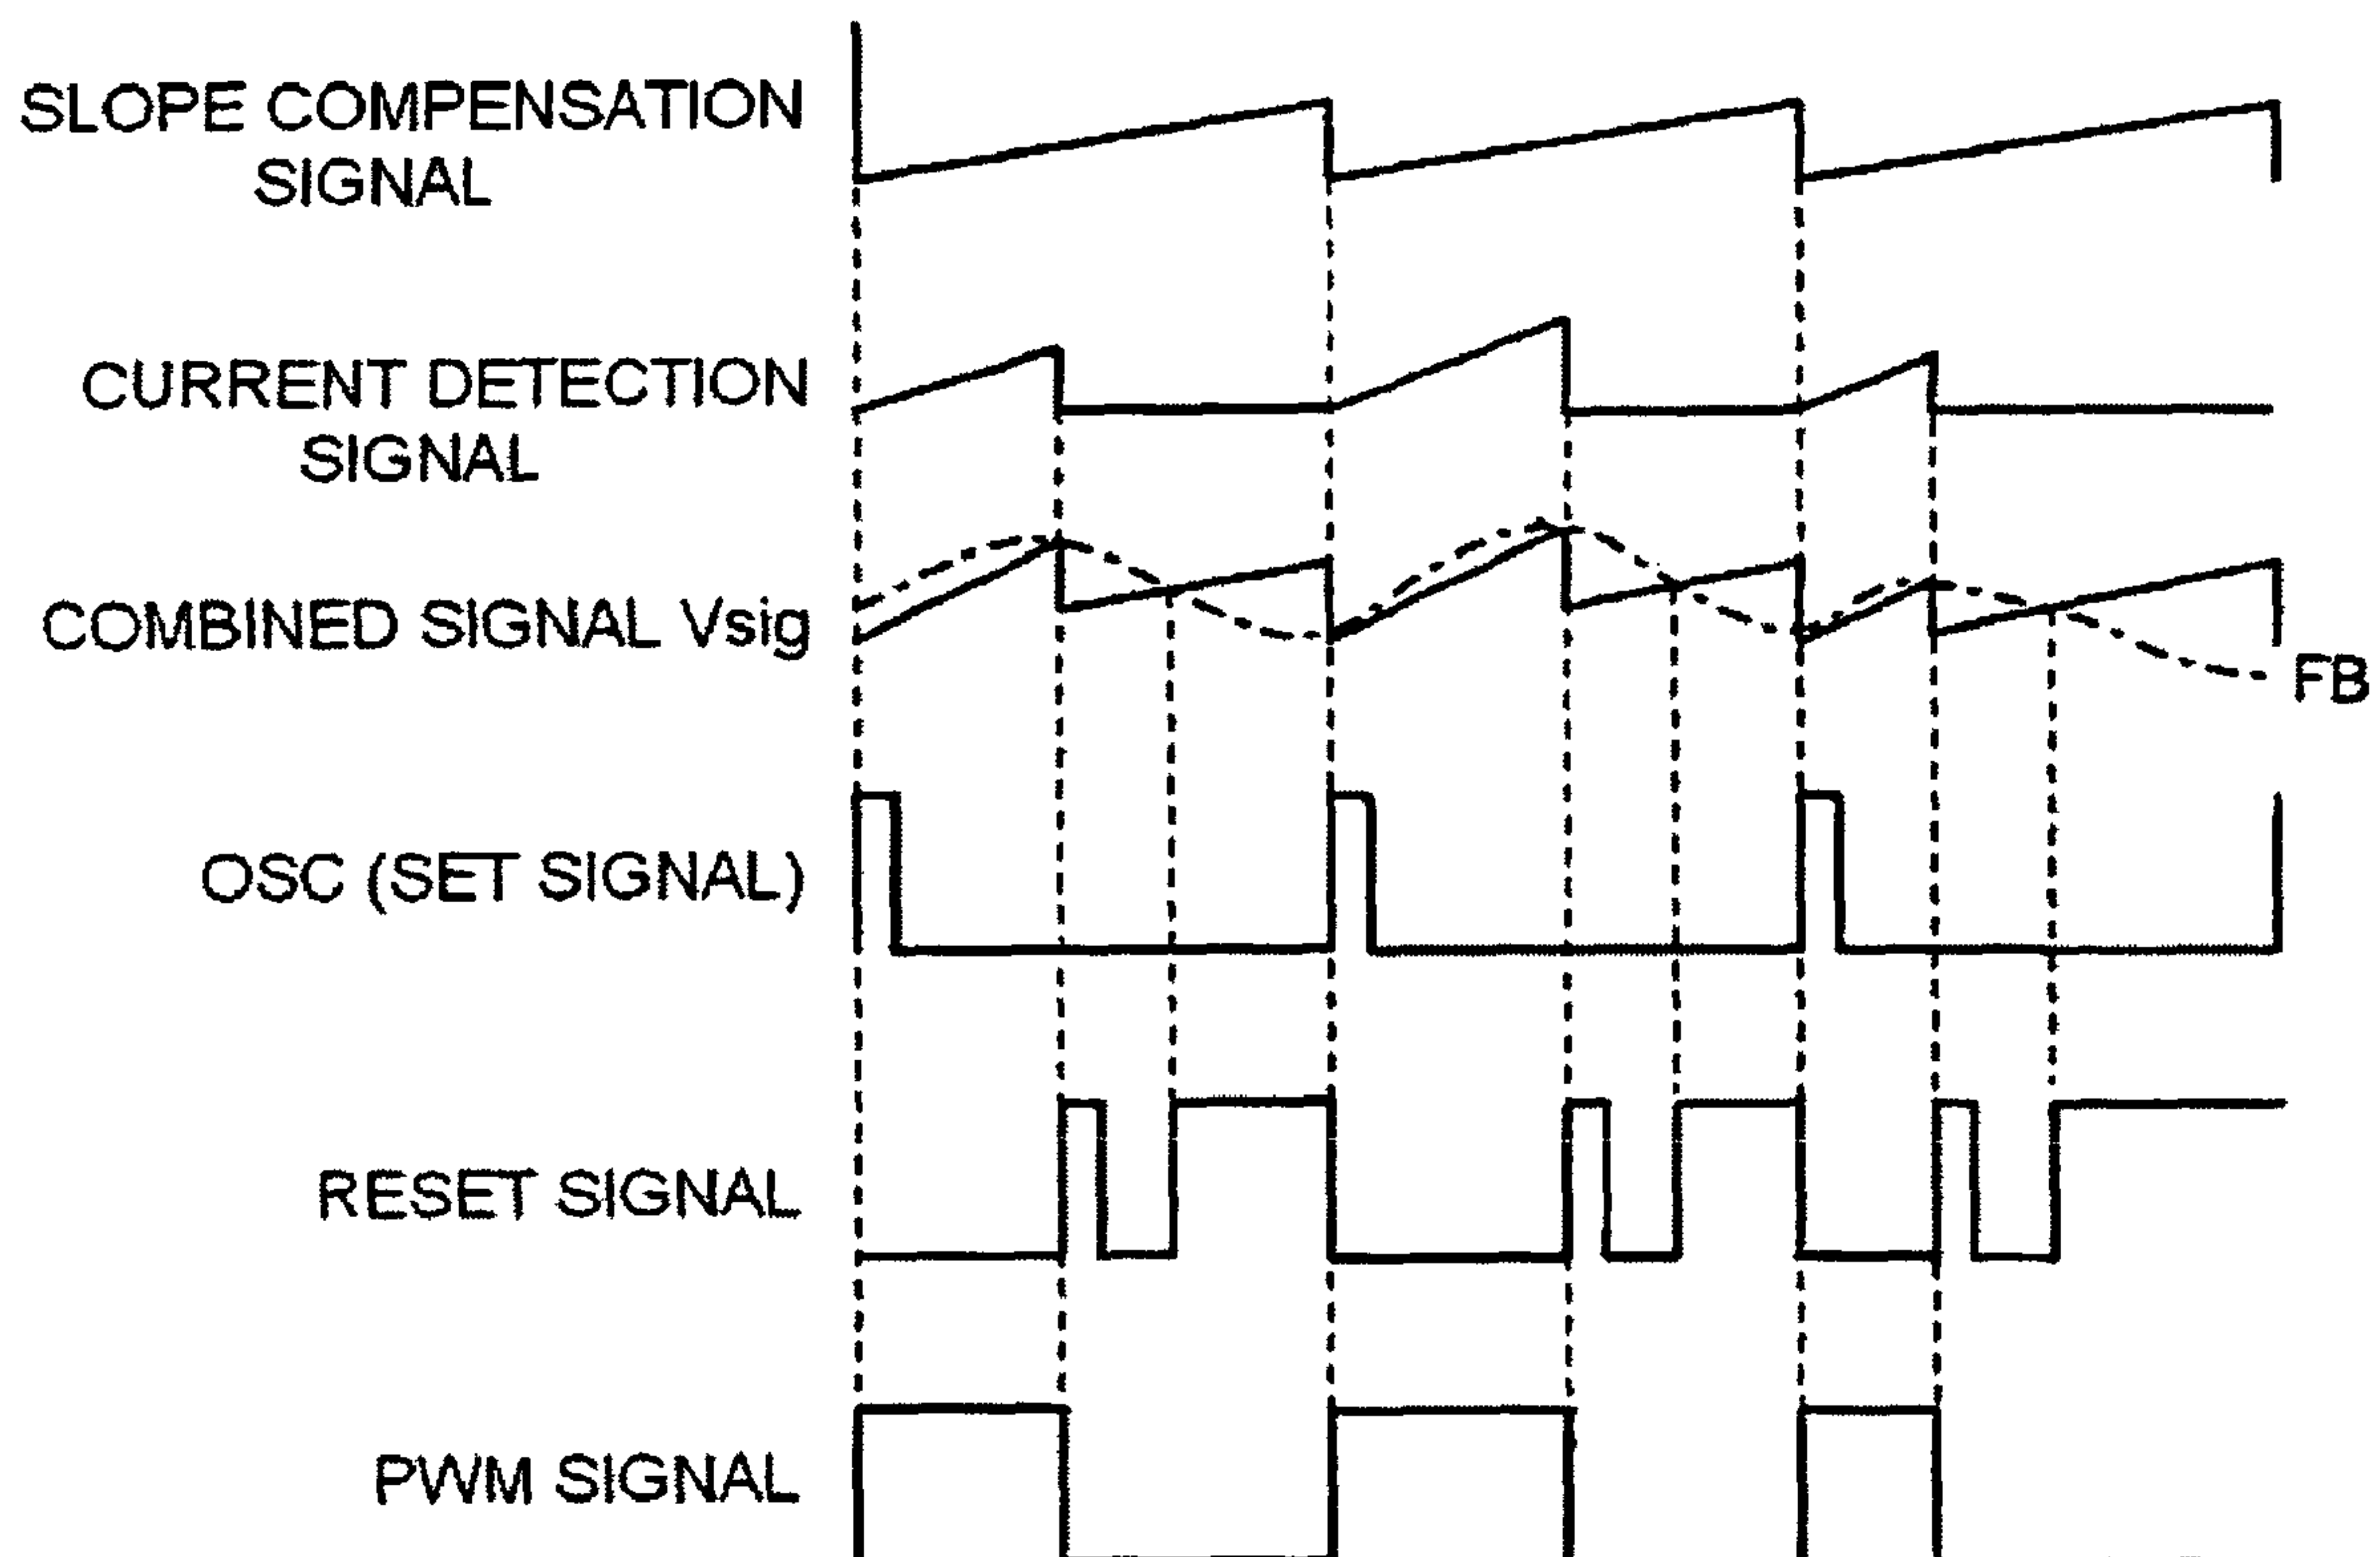 SLOPE COMPENSATION
SIGNAL
CURRENT DETECTION
SIGNAL
COMBINED SIGNAL Vsig
FB
OSC (SET SIGNAL)
RESET SIGNAL
PWM SIGNAL